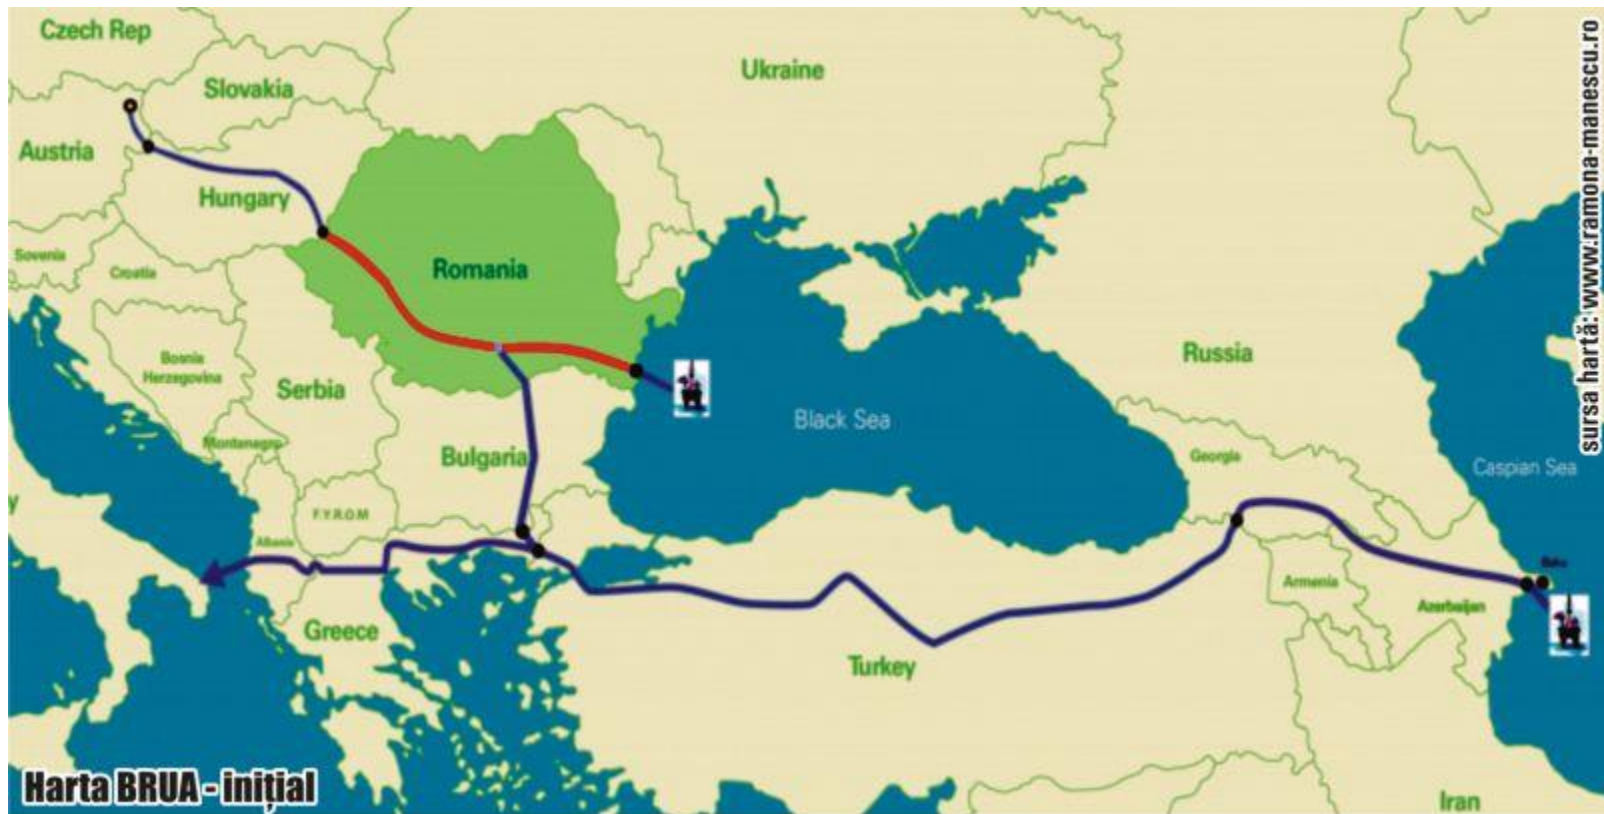 Czech Rep
Ukraine
Slovakia
Austria
Hungary
Sovenia
Croatia
Romania
Bosnia
Herzegovina
Serbia
Russia
Black Sea
Montenegro
Bulgaria
Georgia
Caspian Sea
y
F.Y.R.O.M
Albania
Baku
Armenia
Azerbaijan
Greece
Turkey
Iran
Harta BRUA - inițial
sursa hartă: www.ramona-manescu.ro